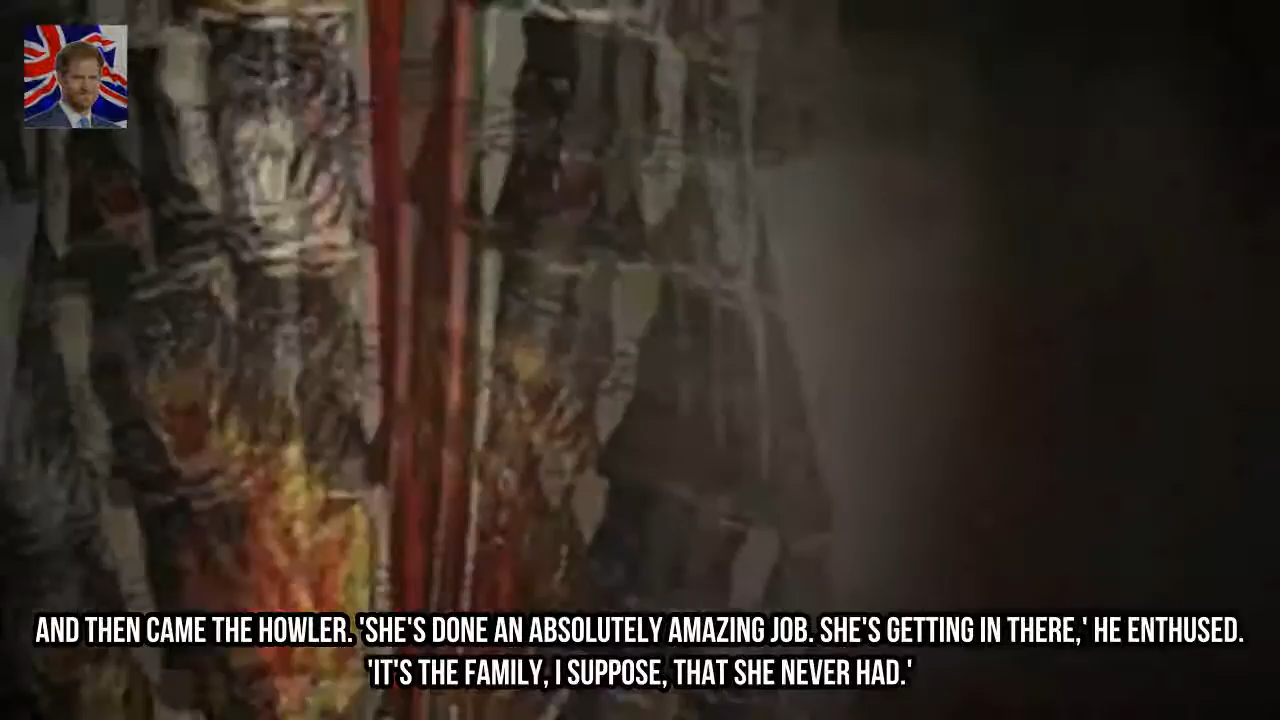 AND THEN CAME THE HOWLER. 'SHE'S DONE AN ABSOLUTELY AMAZING JOB. SHE'S GETTING IN THERE,' HE ENTHUSED.
'IT'S THE FAMILY, I SUPPOSE, THAT SHE NEVER HAD.'